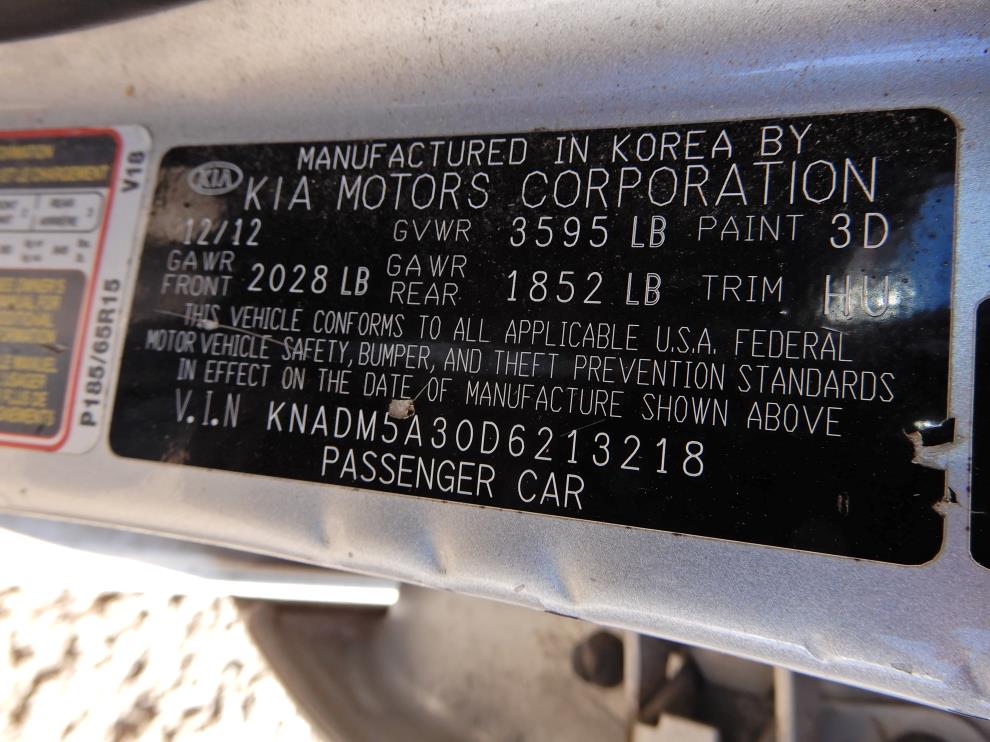 MANUFACTURED IN KOREA BY
KIA KIA MOTORS CORPORATION
12/12 GVWR 3595 LB PAINT 3D
GAWR FRONT 2028 LB GAWR REAR 1852 LB TRIM HU
THIS VEHICLE CONFORMS TO ALL APPLICABLE U.S.A. FEDERAL
MOTOR VEHICLE SAFETY, BUMPER, AND THEFT PREVENTION STANDARDS
IN EFFECT ON THE DATE OF MANUFACTURE SHOWN ABOVE
V.I.N KNADM5A30D6213218
PASSENGER CAR
V18
P185/65R15